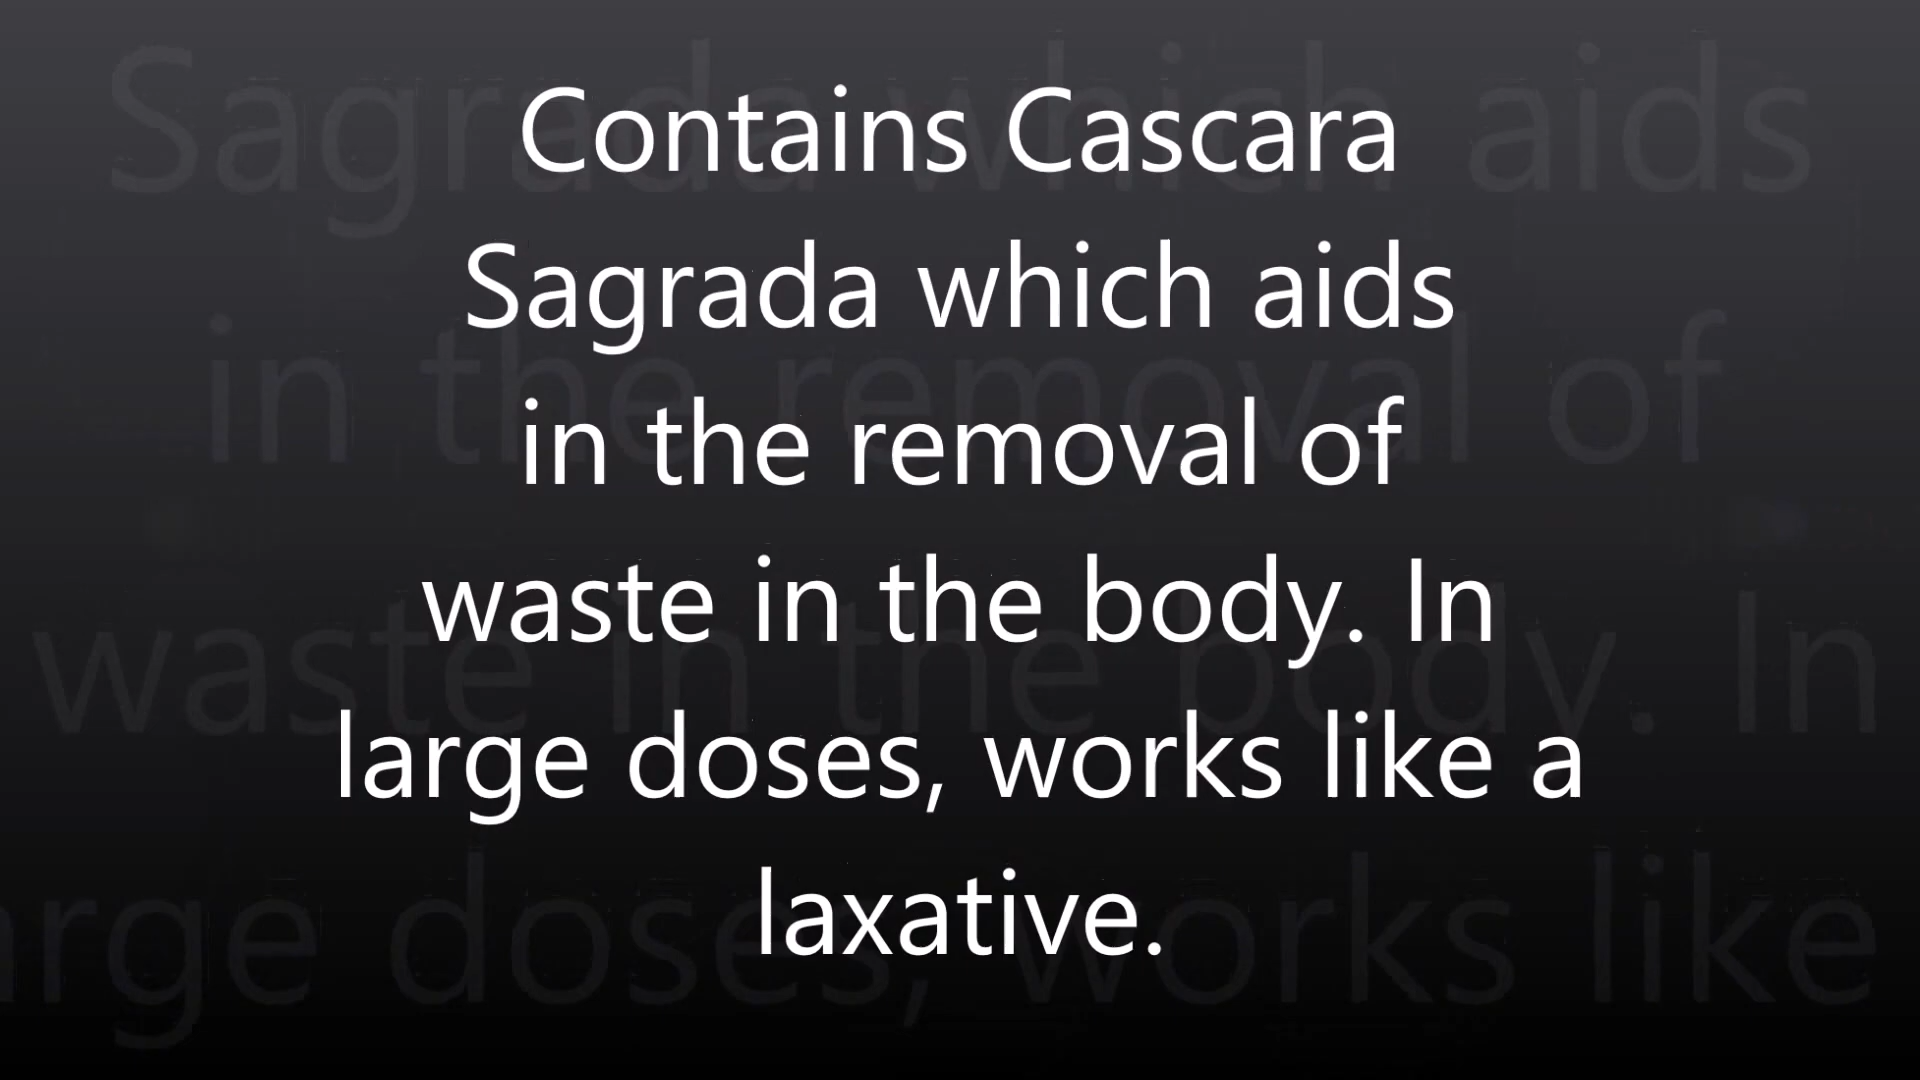 Contains Cascara
Sagrada which aids
in the removal of
waste in the body. In
large doses, works like a
laxative.